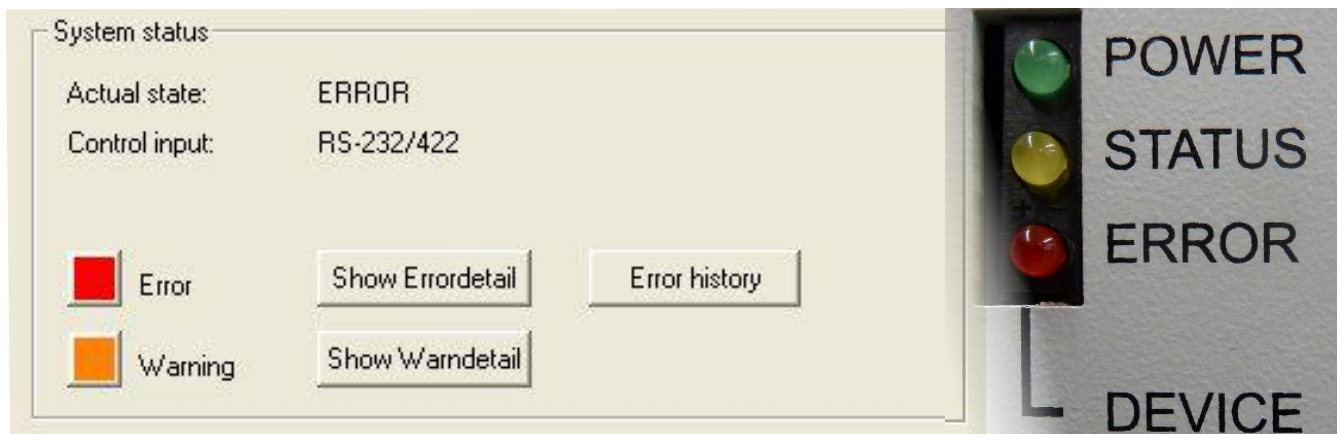 System status
Actual state: ERROR
Control input: RS-232/422
Error Show Errordetail Error history
Warning Show Warndetail
POWER
STATUS
+ -
ERROR
DEVICE